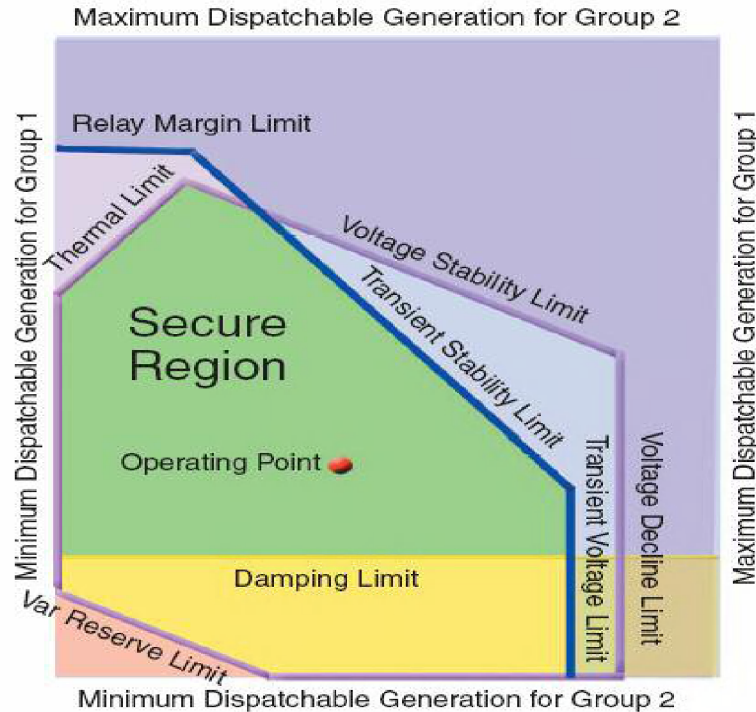 Maximum Dispatchable Generation for Group 2
Minimum Dispatchable Generation for Group 1
Maximum Dispatchable Generation for Group 1
Relay Margin Limit
Thermal Limit
Voltage Stability Limit
Transient Stability Limit
Secure
Region
Operating Point
Transient Voltage Limit
Voltage Decline Limit
Damping Limit
Var Reserve Limit
Minimum Dispatchable Generation for Group 2